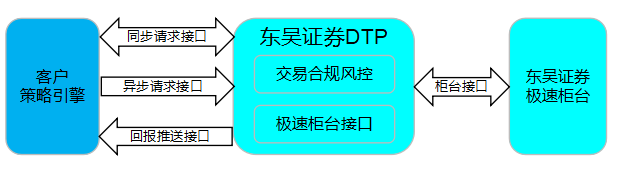 客户
策略引擎
同步请求接口
异步请求接口
回报推送接口
东吴证券DTP
交易合规风控
极速柜台接口
柜台接口
东吴证券
极速柜台